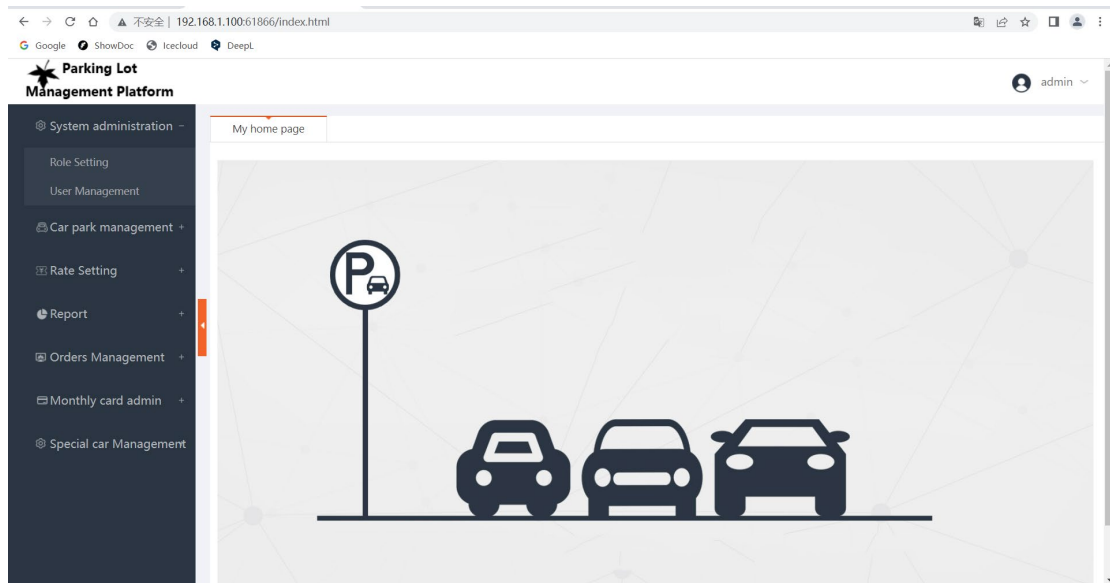 不安全 | 192.168.1.100:61866/index.html
Google ShowDoc Icecloud DeepL
Parking Lot
Management Platform
admin
System administration −
My home page
Role Setting
User Management
Car park management +
Rate Setting +
Report +
Orders Management +
Monthly card admin +
Special car Management
P